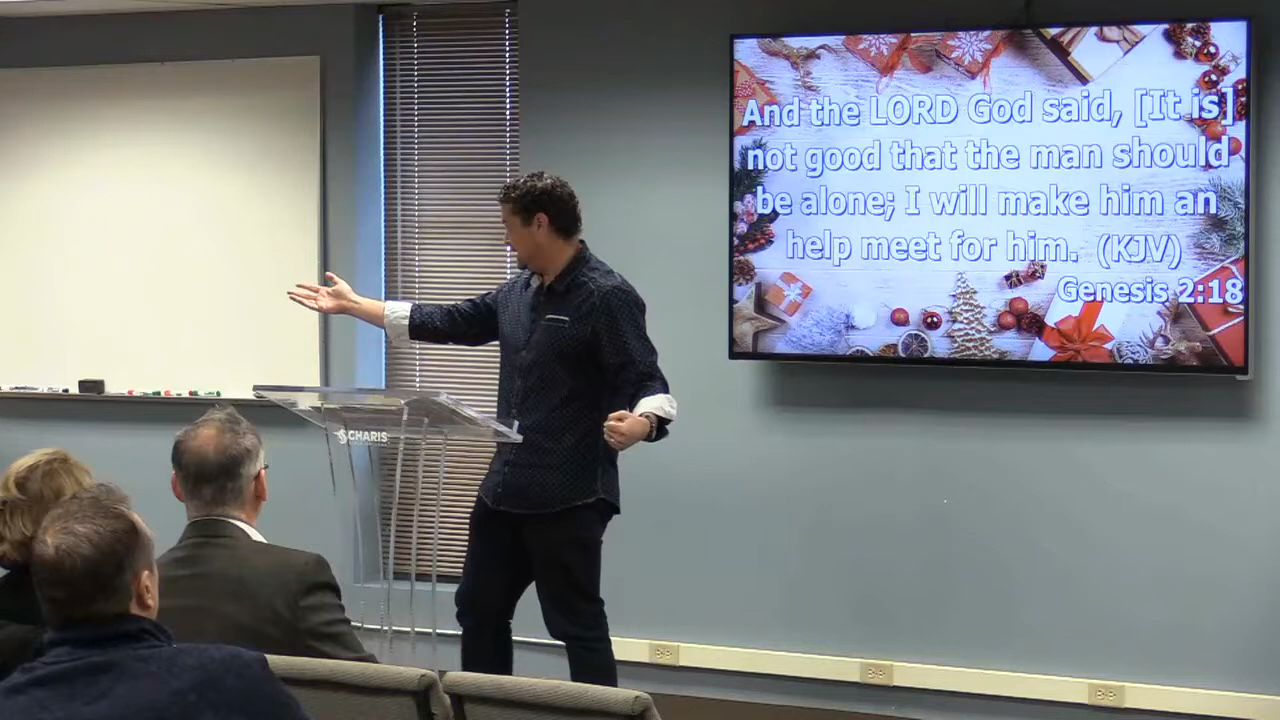 And the LORD God said, [It is]
not good that the man should
be alone; I will make him an
help meet for him. (KJV)
Genesis 2:18
CHARIS